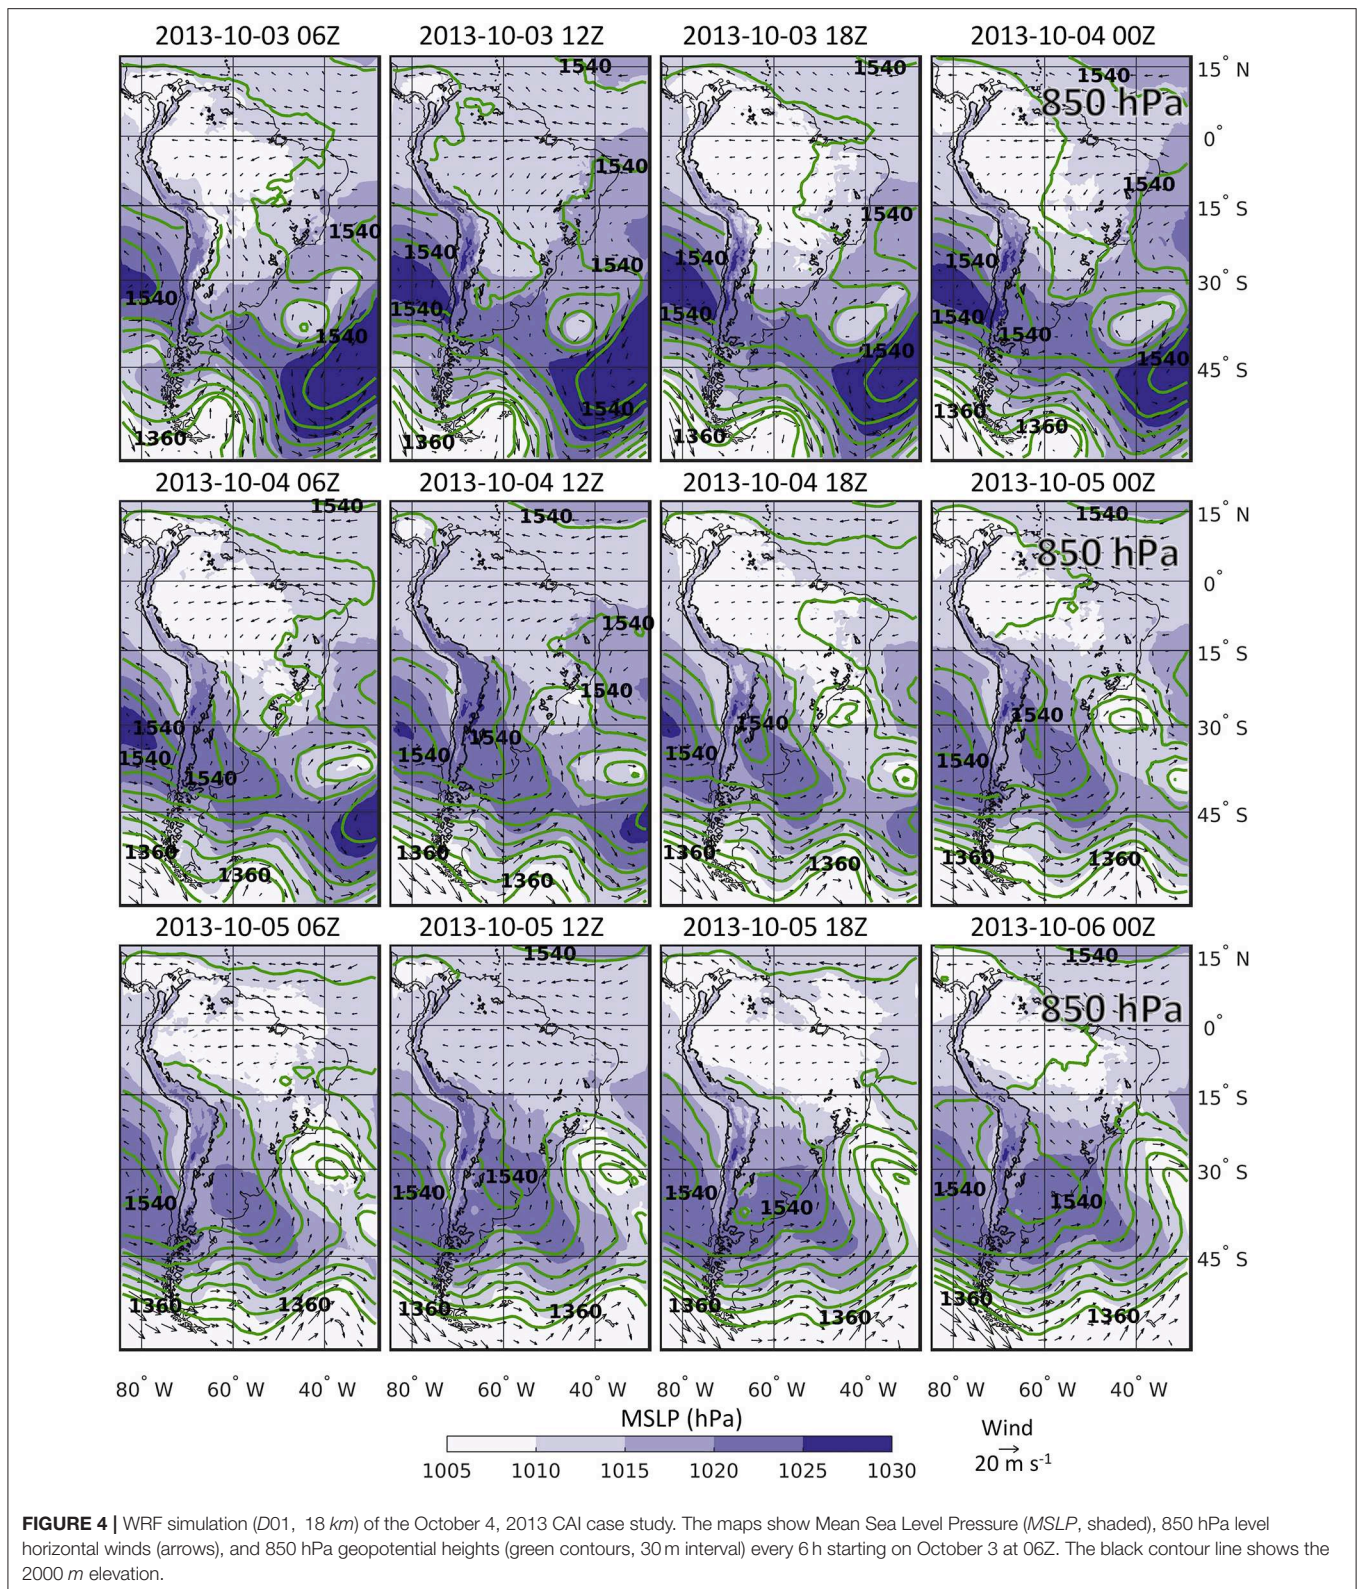 2013-10-03 06Z 2013-10-03 12Z 2013-10-03 18Z 2013-10-04 00Z
1540 1540 1540 15° N
850 hPa
0°
1540 1540
1540 1540 15° S
1540 1540 1540 1540
1540 1540 1540 1540 30° S
1540 1540 1540 1540
1540 45° S
1360 1360 1360 1360 1360
2013-10-04 06Z 2013-10-04 12Z 2013-10-04 18Z 2013-10-05 00Z
1540 1540 1540 15° N
850 hPa
0°
1540
15° S
1540
1540 1540 1540 1540 30° S
1540 1540 1540 1540 1540
45° S
1360 1360 1360 1360 1360 1360 1360 1360
2013-10-05 06Z 2013-10-05 12Z 2013-10-05 18Z 2013-10-06 00Z
1540 1540 15° N
850 hPa
0°
15° S
30° S
1540 1540 1540 1540 1540 1540 1540
45° S
1360 1360 1360 1360 1360 1360 1360 1360
80° W 60° W 40° W 60° W 40° W 80° W 60° W 40° W 80° W 60° W 40° W
MSLP (hPa) Wind
20 m s-1
1005 1010 1015 1020 1025 1030
FIGURE 4 | WRF simulation (D01, 18 km) of the October 4, 2013 CAI case study. The maps show Mean Sea Level Pressure (MSLP, shaded), 850 hPa level
horizontal winds (arrows), and 850 hPa geopotential heights (green contours, 30 m interval) every 6 h starting on October 3 at 06Z. The black contour line shows the
2000 m elevation.